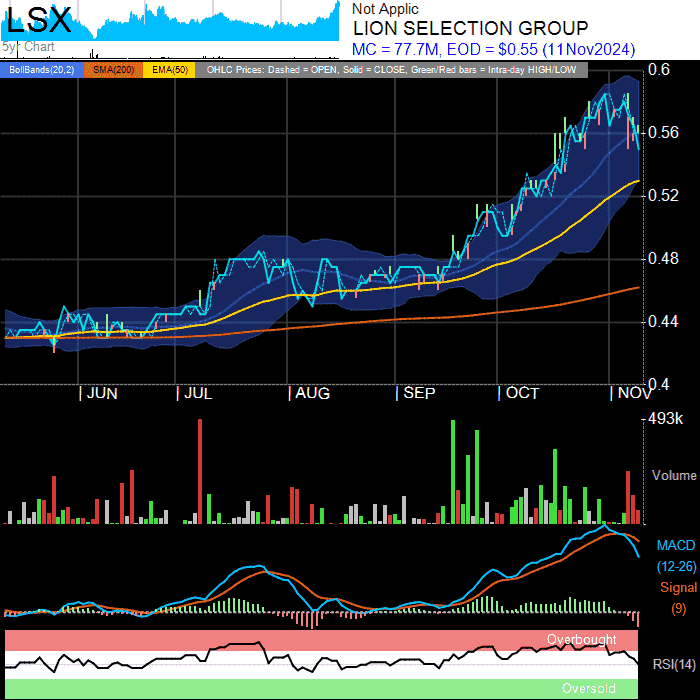 LSX
5yr Chart
Not Applic
LION SELECTION GROUP
MC = 77.7M, EOD = $0.55 (11Nov2024)
BollBands(20,2) SMA(200) EMA(50) OHLC Prices: Dashed = OPEN, Solid = CLOSE, Green/Red bars = Intra-day HIGH/LOW
0.6
0.56
0.52
0.48
0.44
0.4
| JUN | JUL | AUG | SEP | OCT | NOV
493k
Volume
MACD
(12-26)
Signal
(9)
Overbought
RSI(14)
Oversold